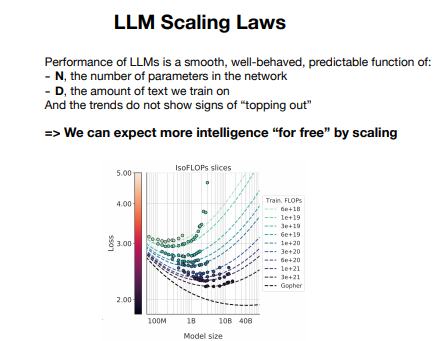 LLM Scaling Laws
Performance of LLMs is a smooth, well-behaved, predictable function of:
- N, the number of parameters in the network
- D, the amount of text we train on
And the trends do not show signs of “topping out”
=> We can expect more intelligence “for free” by scaling
IsoFLOPs slices
5.00
4.00
3.00
2.00
Loss
100M 1B 10B 40B
Model size
Train. FLOPs
6e+18
1e+19
3e+19
6e+19
1e+20
3e+20
6e+20
1e+21
3e+21
Gopher